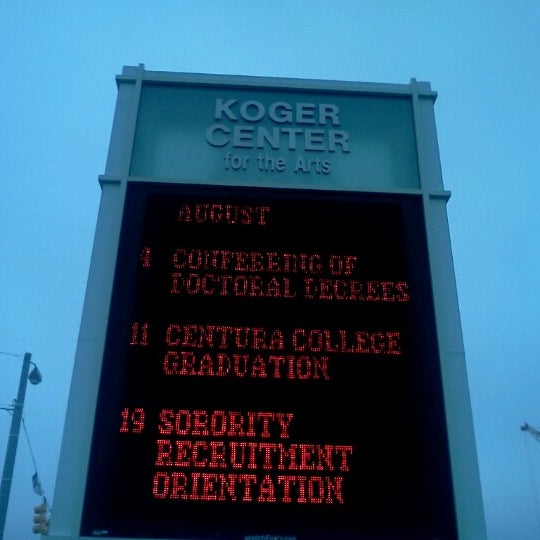 KOGER
CENTER
for the Arts
AUGUST
4 CONFERRING OF
DOCTORAL DEGREES
11 CENTURA COLLEGE
GRADUATION
19 SORORITY
RECRUITMENT
ORIENTATION